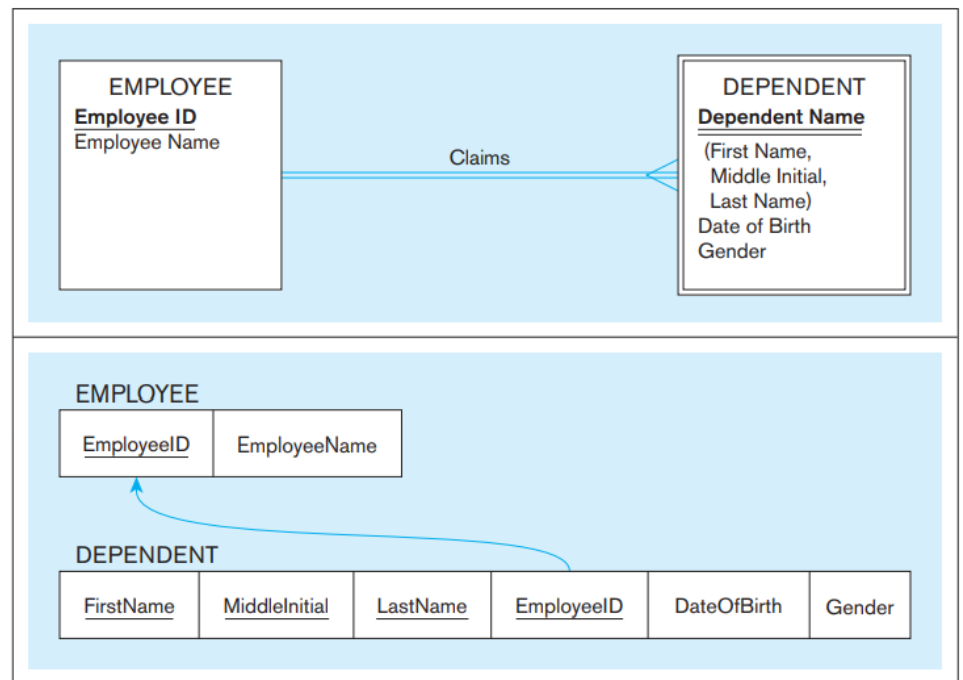 EMPLOYEE
Employee ID
Employee Name
Claims
DEPENDENT
Dependent Name
(First Name,
Middle Initial,
Last Name)
Date of Birth
Gender
EMPLOYEE
EmployeeID EmployeeName
DEPENDENT
FirstName MiddleInitial LastName EmployeeID DateOfBirth Gender